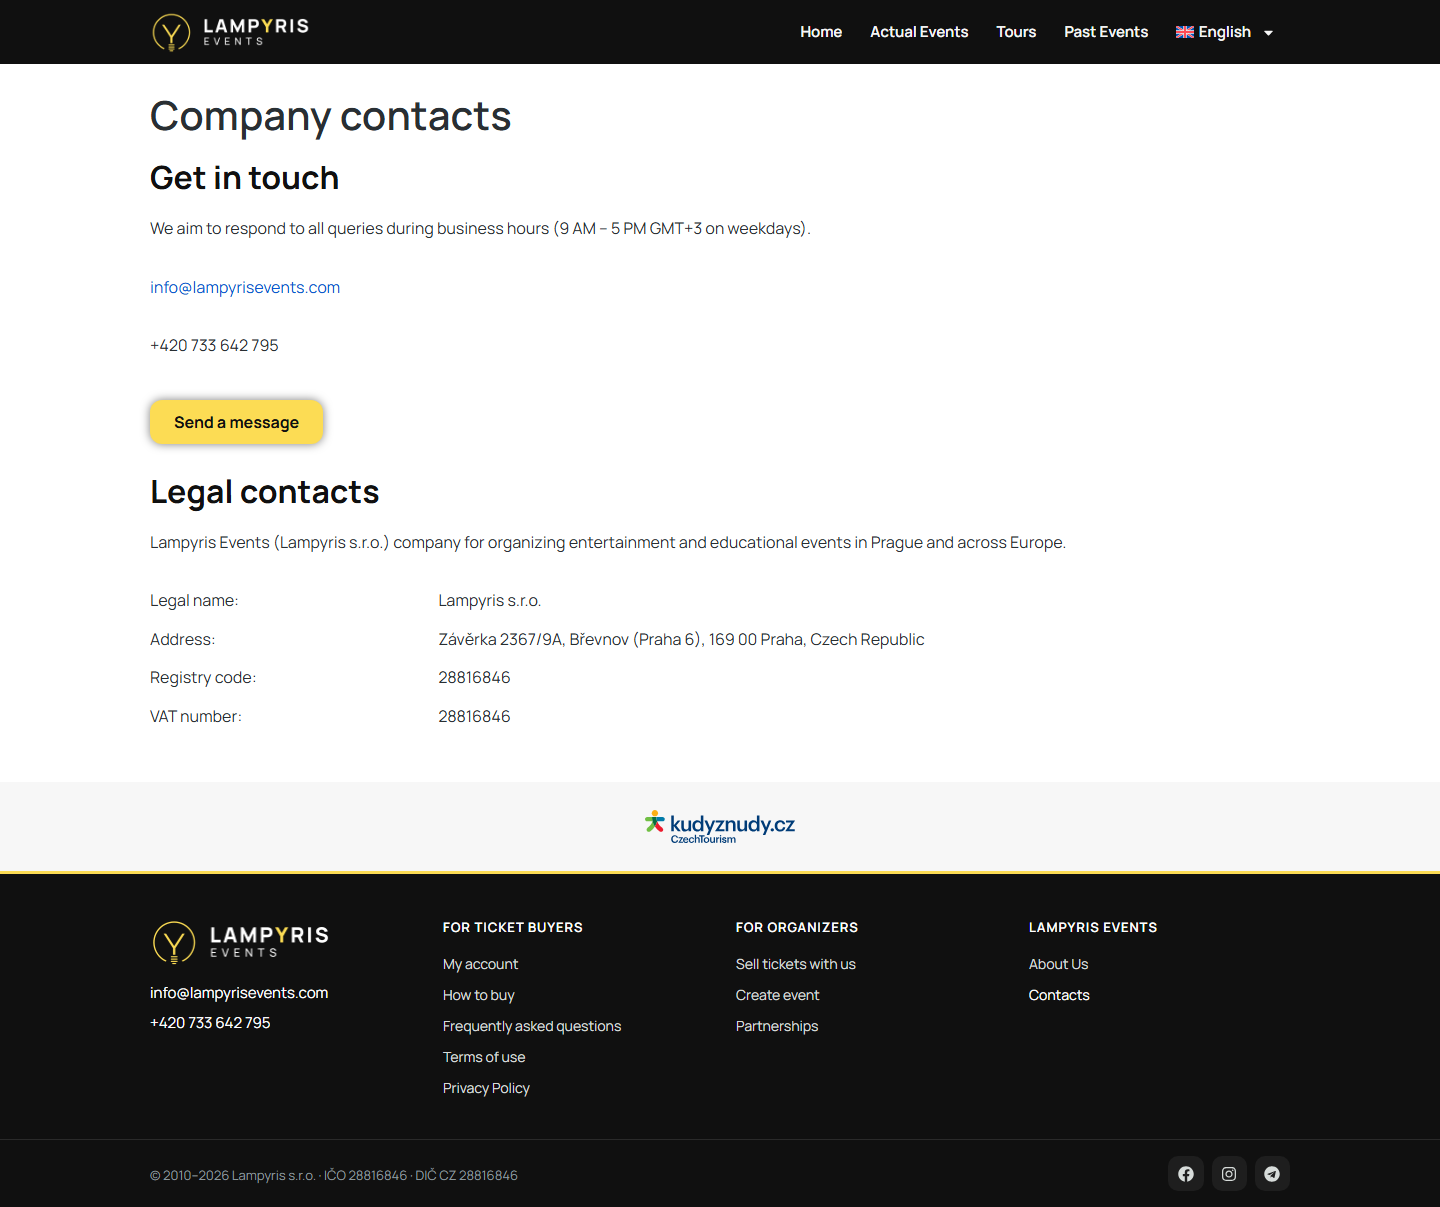 LAMPYRIS
EVENTS
Home Actual Events Tours Past Events English
Company contacts
Get in touch
We aim to respond to all queries during business hours (9 AM – 5 PM GMT+3 on weekdays).
info@lampyrisevents.com
+420 733 642 795
Send a message
Legal contacts
Lampyris Events (Lampyris s.r.o.) company for organizing entertainment and educational events in Prague and across Europe.
Legal name: Lampyris s.r.o.
Address: Závěrka 2367/9A, Břevnov (Praha 6), 169 00 Praha, Czech Republic
Registry code: 28816846
VAT number: 28816846
kudyznudy.cz
CzechTourism
LAMPYRIS
EVENTS
info@lampyrisevents.com
+420 733 642 795
FOR TICKET BUYERS
My account
How to buy
Frequently asked questions
Terms of use
Privacy Policy
FOR ORGANIZERS
Sell tickets with us
Create event
Partnerships
LAMPYRIS EVENTS
About Us
Contacts
© 2010–2026 Lampyris s.r.o. · IČO 28816846 · DIČ CZ 28816846